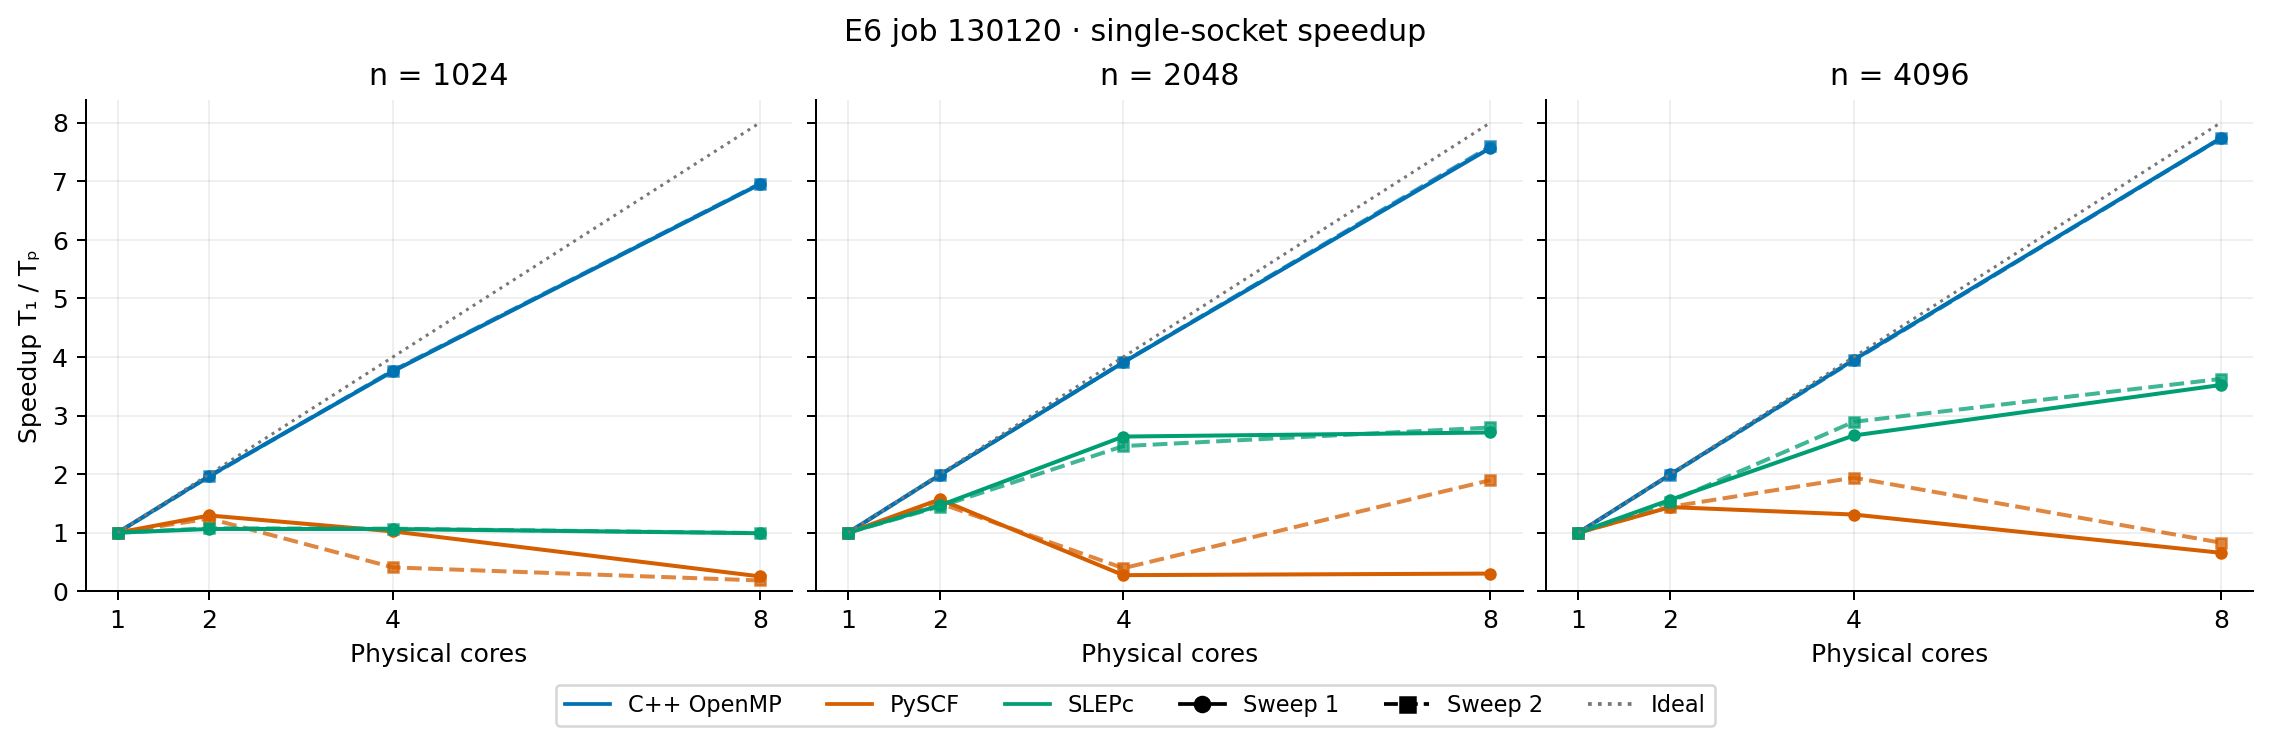 E6 job 130120 · single-socket speedup
n = 1024
n = 2048
n = 4096
Speedup T₁ / Tₚ
8
7
6
5
4
3
2
1
0
1 2 4 8
1 2 4 8
1 2 4 8
Physical cores
Physical cores
Physical cores
C++ OpenMP PySCF SLEPc Sweep 1 Sweep 2 Ideal